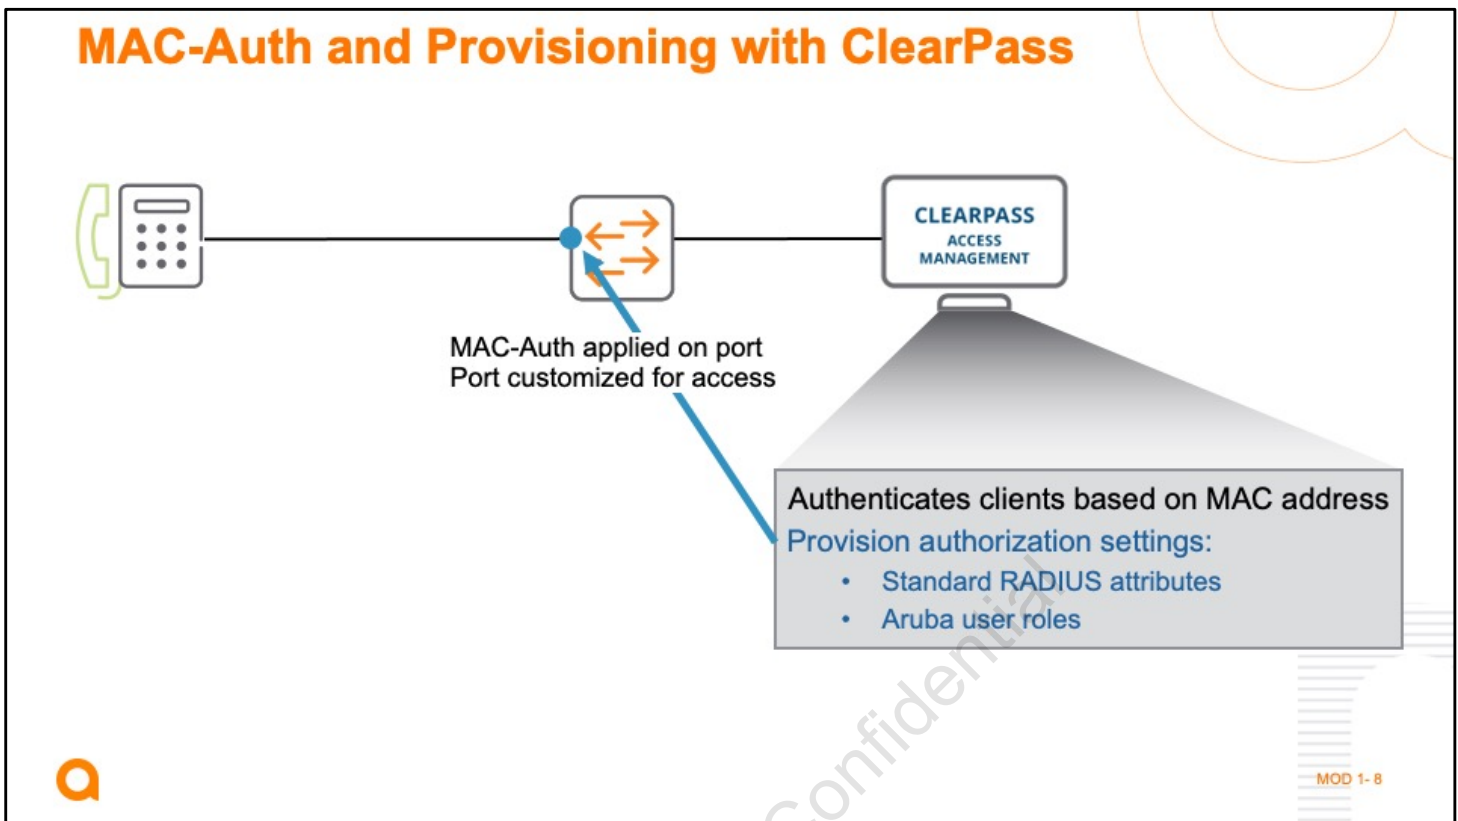 MAC-Auth and Provisioning with ClearPass
CLEARPASS
ACCESS
MANAGEMENT
MAC-Auth applied on port
Port customized for access
Authenticates clients based on MAC address
Provision authorization settings:
• Standard RADIUS attributes
• Aruba user roles
Confidential
MOD 1- 8